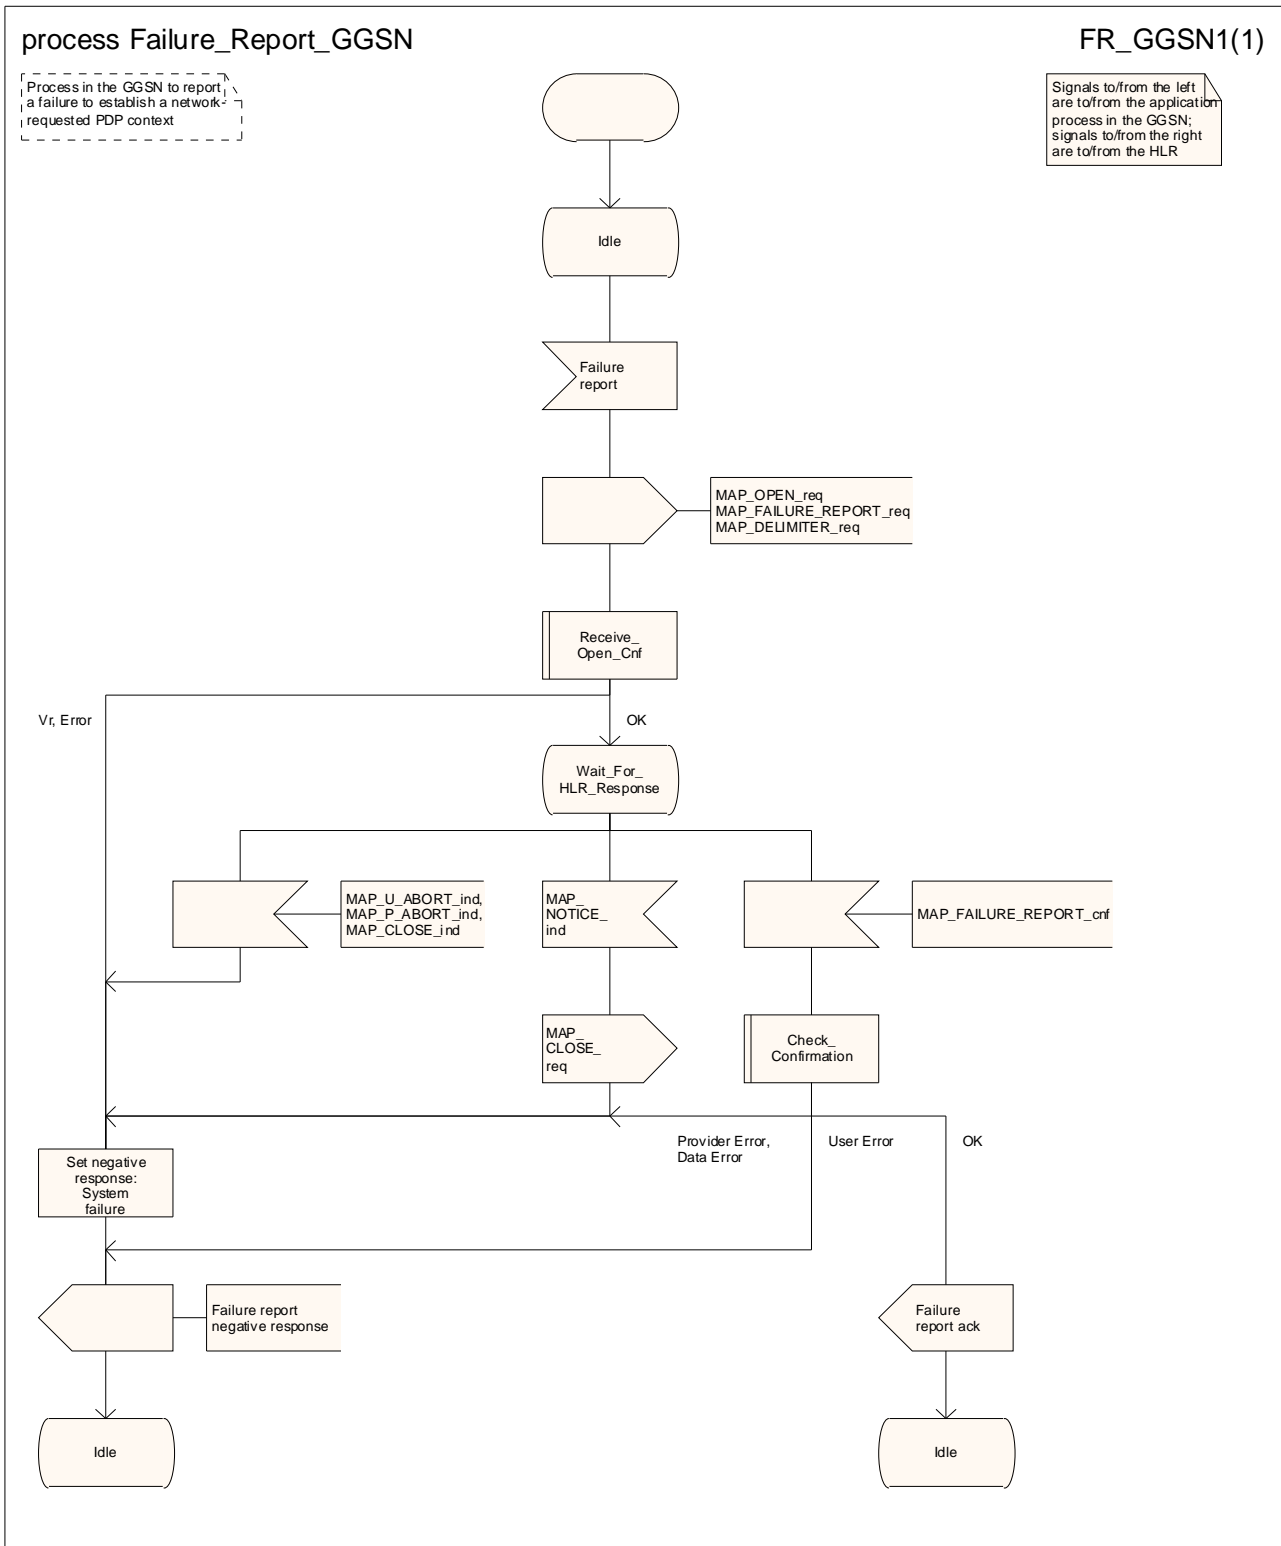 process Failure_Report_GGSN
FR_GGSN1(1)
Process in the GGSN to report
a failure to establish a network-
requested PDP context
Signals to/from the left
are to/from the application
process in the GGSN;
signals to/from the right
are to/from the HLR
Idle
Failure
report
MAP_OPEN_req
MAP_FAILURE_REPORT_req
MAP_DELIMITER_req
Receive_
Open_Cnf
Vr, Error
OK
Wait_For_
HLR_Response
MAP_U_ABORT_ind,
MAP_P_ABORT_ind,
MAP_CLOSE_ind
MAP_
NOTICE_
ind
MAP_FAILURE_REPORT_cnf
MAP_
CLOSE_
req
Check_
Confirmation
Provider Error,
Data Error
User Error
OK
Set negative
response:
System
failure
Failure report
negative response
Failure
report ack
Idle
Idle